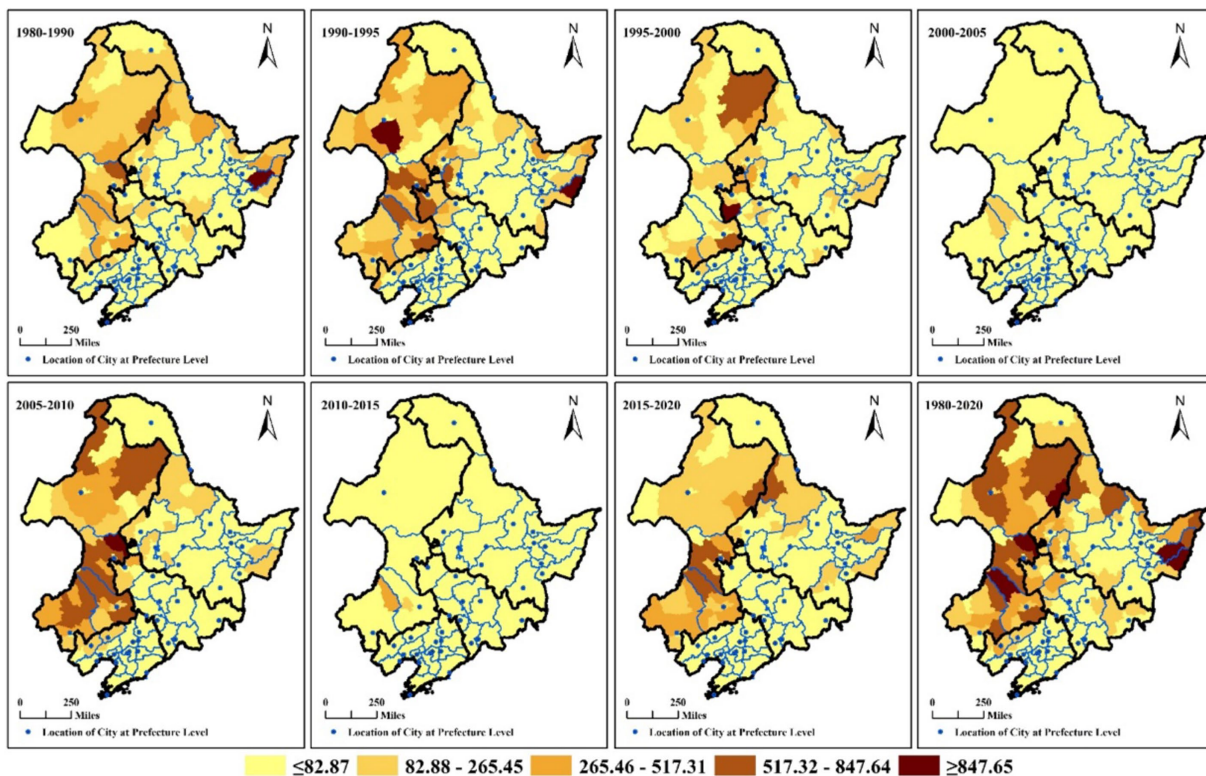 1980-1990
N
0 250
Miles
Location of City at Prefecture Level
1990-1995
N
0 250
Miles
Location of City at Prefecture Level
1995-2000
N
0 250
Miles
Location of City at Prefecture Level
2000-2005
N
0 250
Miles
Location of City at Prefecture Level
2005-2010
N
0 250
Miles
Location of City at Prefecture Level
2010-2015
N
0 250
Miles
Location of City at Prefecture Level
2015-2020
N
0 250
Miles
Location of City at Prefecture Level
1980-2020
N
0 250
Miles
Location of City at Prefecture Level
≤82.87 82.88 - 265.45 265.46 - 517.31 517.32 - 847.64 ≥847.65